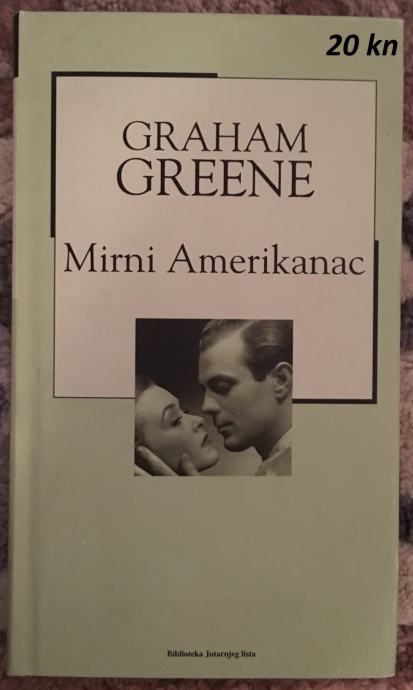 20 kn
GRAHAM
GREENE
Mirni Amerikanac
Biblioteka Jutarnjeg lista